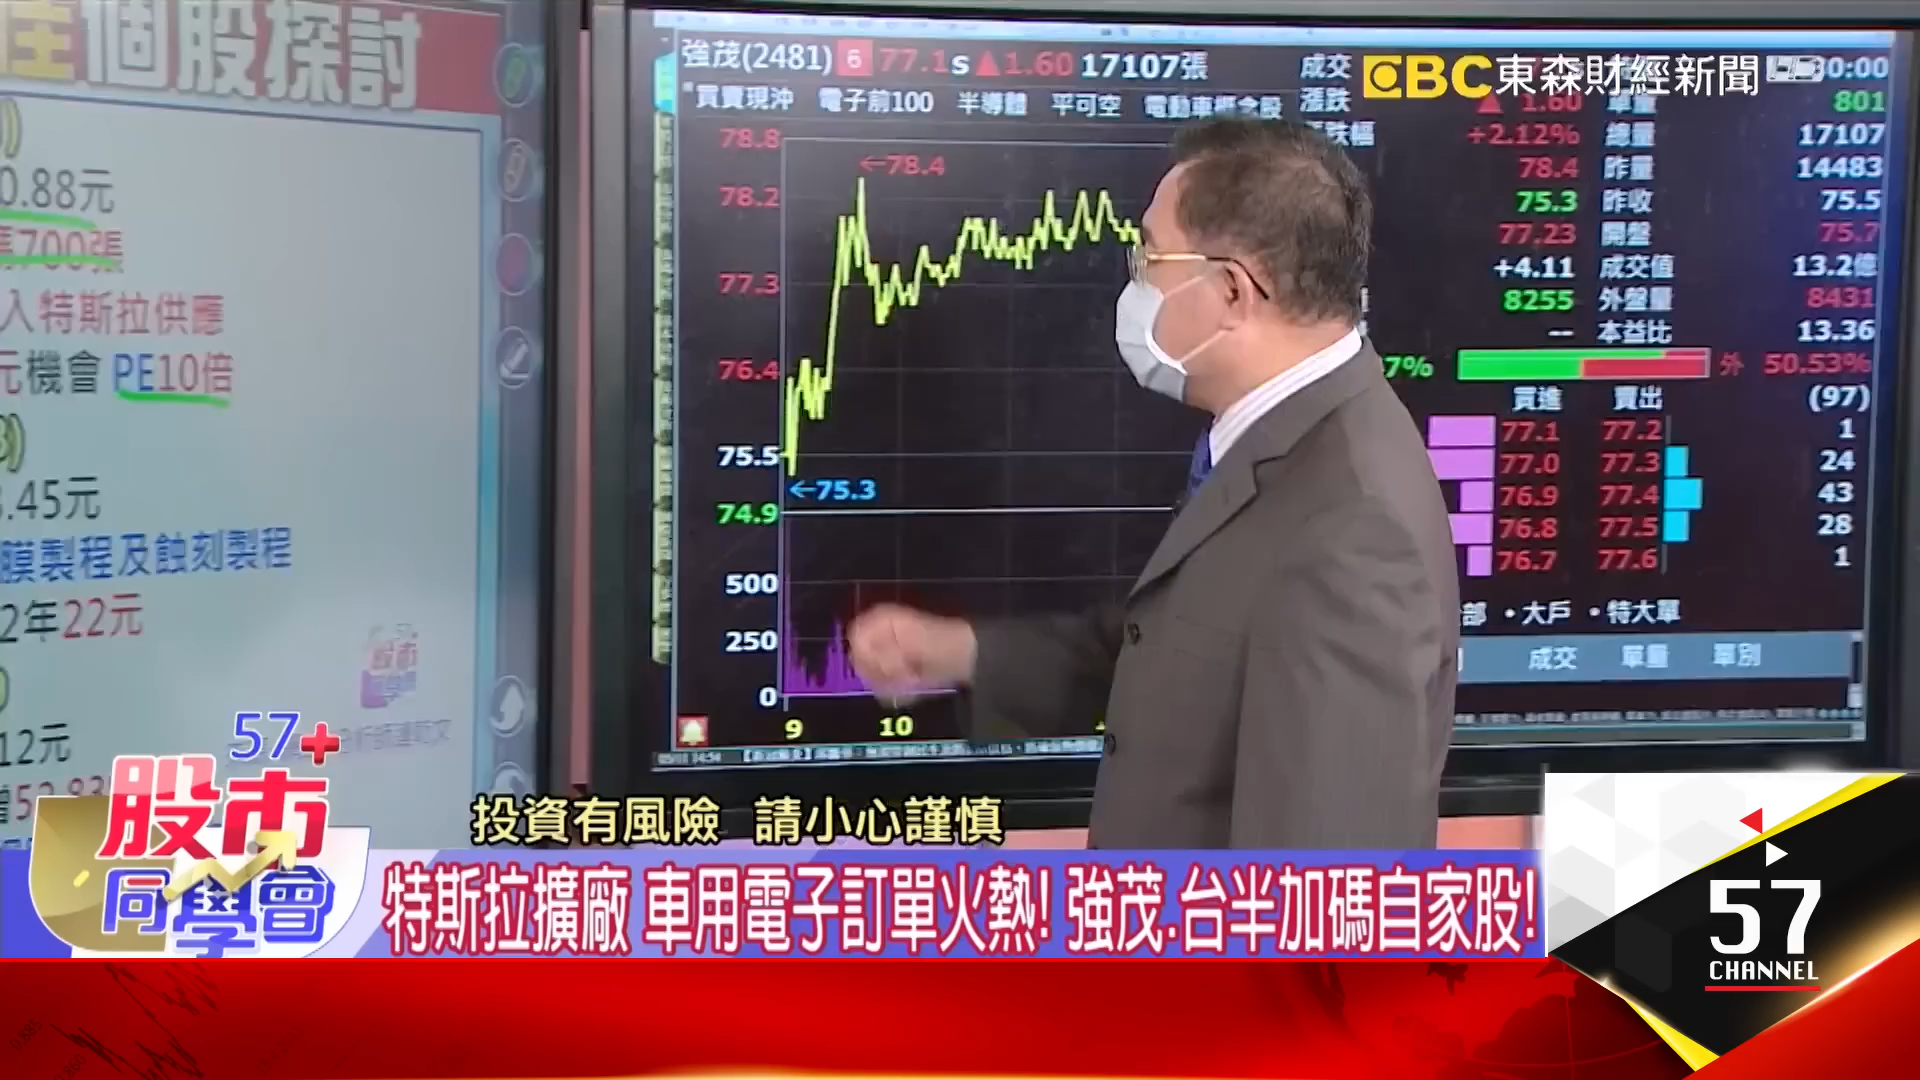 個股探討
0.88元
700張
入特斯拉供應
元機會 PE10倍
.45元
膜製程及蝕刻製程
2年22元
12元
強茂(2481) 6 77.1s ▲1.60 17107張
買賣現沖 電子前100 半導體 平可空 電動車概念股
EBC 東森財經新聞
成交
漲跌 ▲ 1.60 單量 801
+2.12% 總量 17107
78.4 昨量 14483
75.3 昨收 75.5
77.23 開盤 75.7
+4.11 成交值 13.2億
8255 外盤量 8431
-- 本益比 13.36
7% 外 50.53%
買進 賣出 (97)
77.1 77.2 1
77.0 77.3 24
76.9 77.4 43
76.8 77.5 28
76.7 77.6 1
部 •大戶 •特大單
成交 單量 單別
78.8
←78.4
78.2
77.3
76.4
75.5
←75.3
74.9
500
250
0
9 10
57+
股市
同學會
投資有風險 請小心謹慎
特斯拉擴廠 車用電子訂單火熱! 強茂.台半加碼自家股!
57
CHANNEL